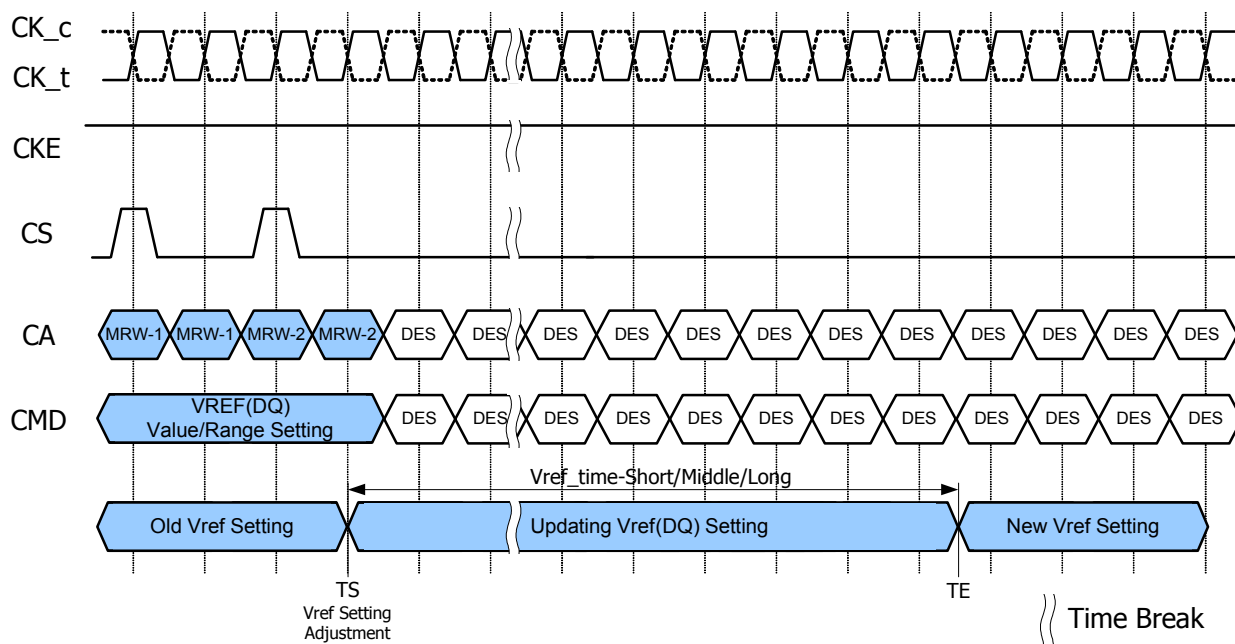 CK_c
CK_t
CKE
CS
CA MRW-1 MRW-1 MRW-2 MRW-2 DES DES DES DES DES DES DES DES DES DES DES DES
CMD VREF(DQ) Value/Range Setting DES DES DES DES DES DES DES DES DES DES DES DES
Vref_time-Short/Middle/Long
Old Vref Setting Updating Vref(DQ) Setting New Vref Setting
TS TE
Vref Setting
Adjustment
Time Break